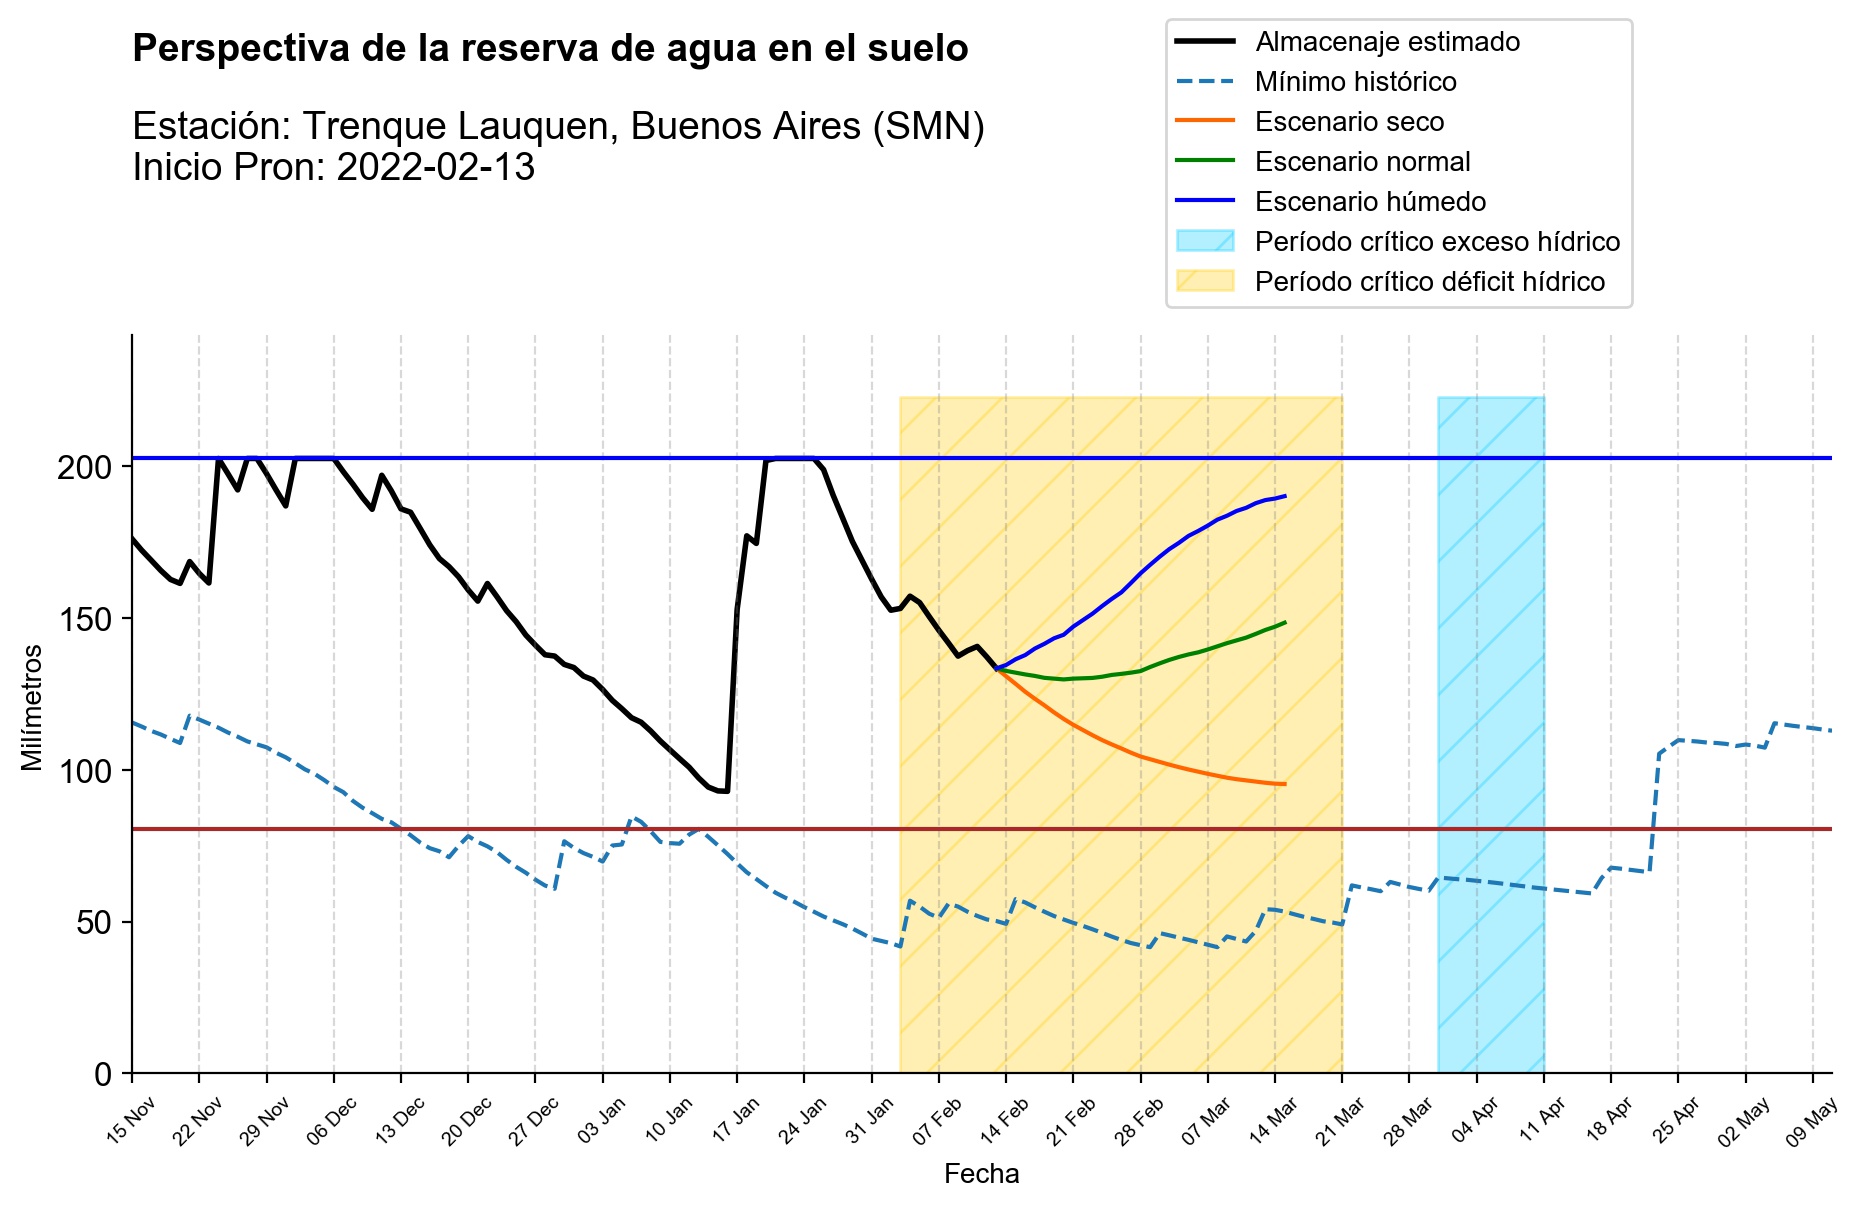 Perspectiva de la reserva de agua en el suelo
Estación: Trenque Lauquen, Buenos Aires (SMN)
Inicio Pron: 2022-02-13
Almacenaje estimado
Mínimo histórico
Escenario seco
Escenario normal
Escenario húmedo
Período crítico exceso hídrico
Período crítico déficit hídrico
Milímetros
200
150
100
50
0
15 Nov
22 Nov
29 Nov
06 Dec
13 Dec
20 Dec
27 Dec
03 Jan
10 Jan
17 Jan
24 Jan
31 Jan
07 Feb
14 Feb
21 Feb
28 Feb
07 Mar
14 Mar
21 Mar
28 Mar
04 Apr
11 Apr
18 Apr
25 Apr
02 May
09 May
Fecha